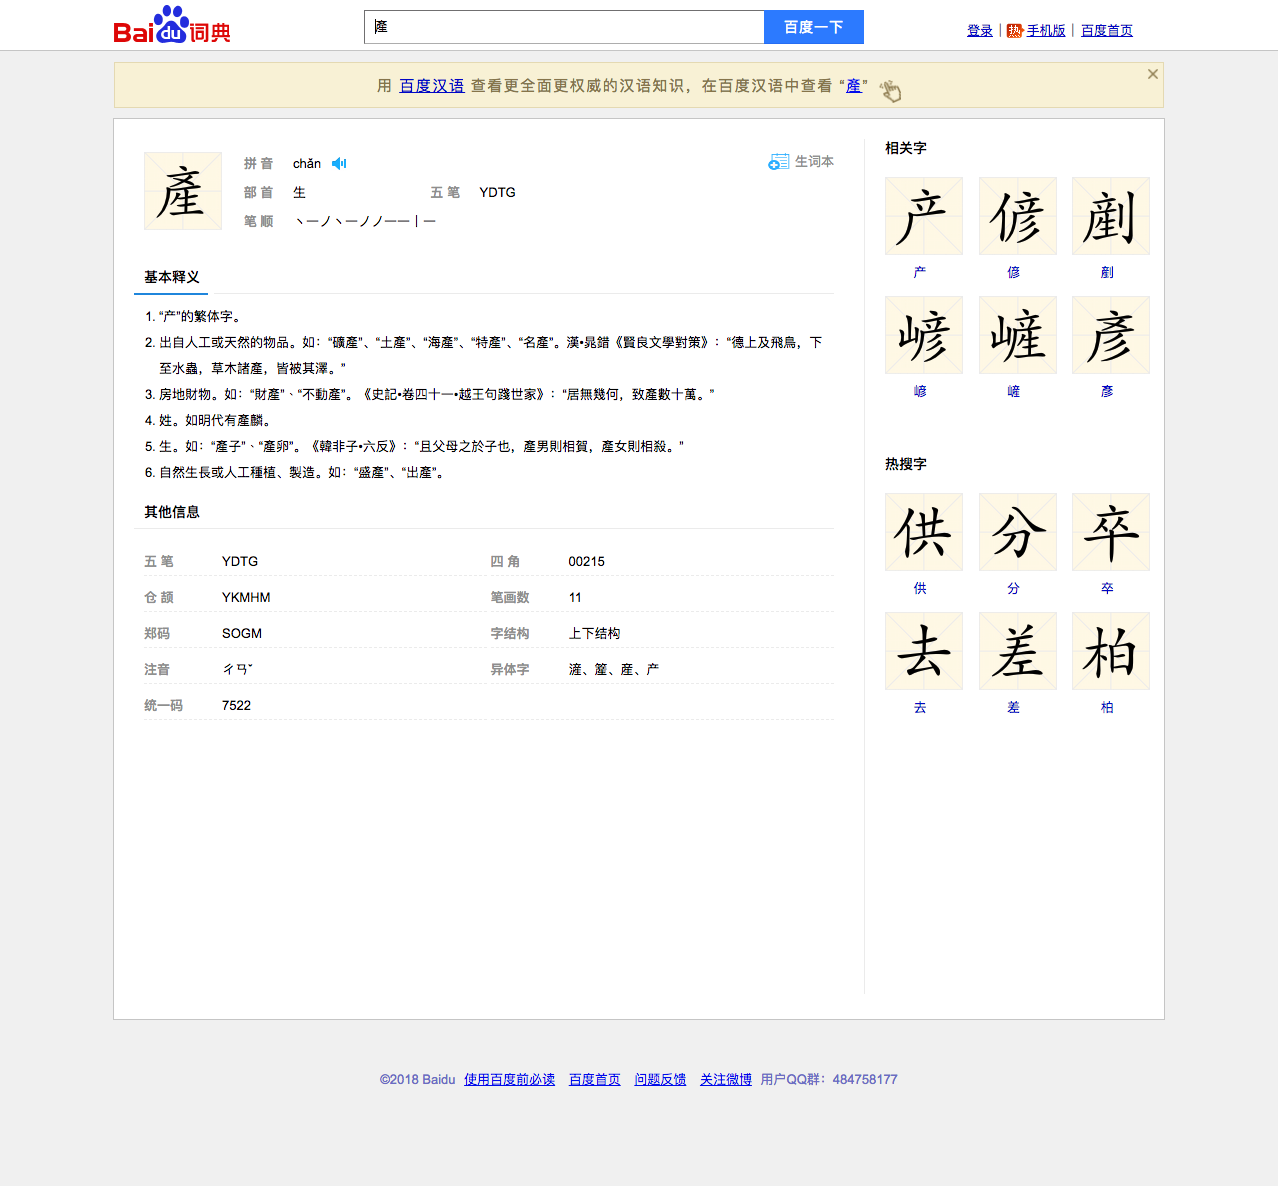 Baidu词典
產
百度一下
登录 | 热 手机版 | 百度首页
用 百度汉语 查看更全面更权威的汉语知识，在百度汉语中查看 “產”
產
拼 音 chǎn
生词本
部 首 生 五 笔 YDTG
笔 顺 丶一ノ丶一ノノ一一丨一
基本释义
1. “产”的繁体字。
2. 出自人工或天然的物品。如：“礦產”、“土產”、“海產”、“特產”、“名產”。漢•晁錯《賢良文學對策》：“德上及飛鳥，下
至水蟲，草木諸產，皆被其澤。”
3. 房地財物。如：“財產”、“不動產”。《史記•卷四十一•越王句踐世家》：“居無幾何，致產數十萬。”
4. 姓。如明代有產麟。
5. 生。如：“產子”、“產卵”。《韓非子•六反》：“且父母之於子也，產男則相賀，產女則相殺。”
6. 自然生長或人工種植、製造。如：“盛產”、“出產”。
其他信息
五 笔 YDTG 四 角 00215
仓 颉 YKMHM 笔画数 11
郑码 SOGM 字结构 上下结构
注音 ㄔㄢˇ 异体字 滻、簅、産、产
统一码 7522
相关字
产 偐 剷
产 偐 剷
嵃 嵼 彥
嵃 嵼 彥
热搜字
供 分 卒
供 分 卒
去 差 柏
去 差 柏
©2018 Baidu 使用百度前必读 百度首页 问题反馈 关注微博 用户QQ群：484758177